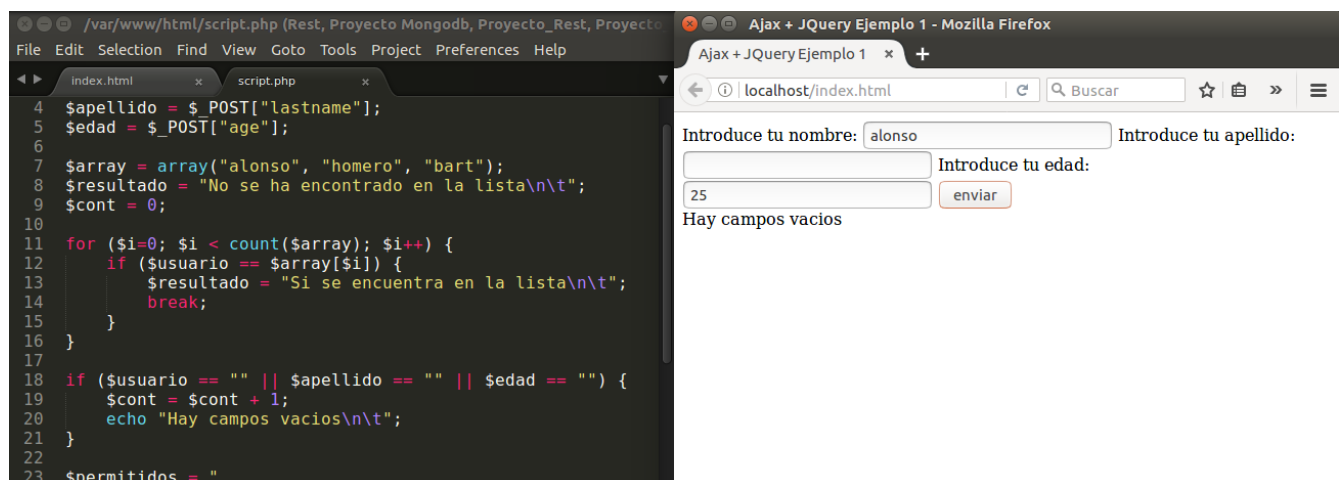 /var/www/html/script.php (Rest, Proyecto Mongodb, Proyecto_Rest, Proyecto
File Edit Selection Find View Goto Tools Project Preferences Help
index.html x script.php x
4 $apellido = $_POST["lastname"];
5 $edad = $_POST["age"];
6
7 $array = array("alonso", "homero", "bart");
8 $resultado = "No se ha encontrado en la lista\n\t";
9 $cont = 0;
10
11 for ($i=0; $i < count($array); $i++) {
12 if ($usuario == $array[$i]) {
13 $resultado = "Si se encuentra en la lista\n\t";
14 break;
15 }
16 }
17
18 if ($usuario == "" || $apellido == "" || $edad == "") {
19 $cont = $cont + 1;
20 echo "Hay campos vacios\n\t";
21 }
22
23 $permitidos = "
Ajax + JQuery Ejemplo 1 - Mozilla Firefox
Ajax + JQuery Ejemplo 1 × +
localhost/index.html Buscar
Introduce tu nombre: alonso Introduce tu apellido:
Introduce tu edad:
25 enviar
Hay campos vacios